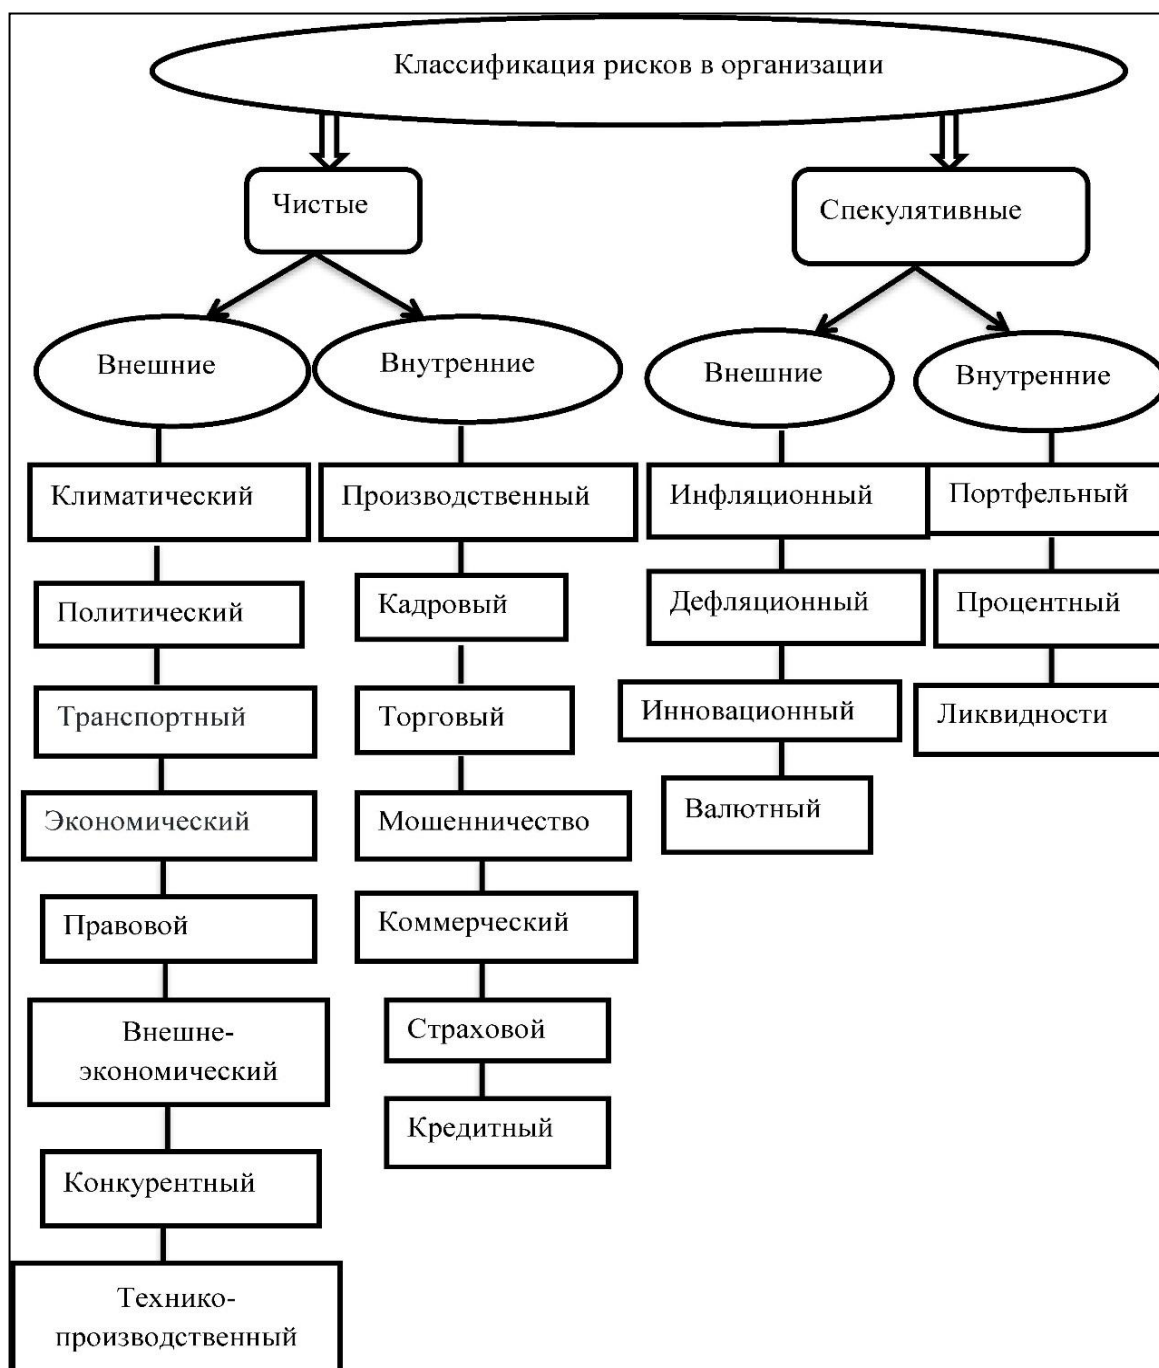 Классификация рисков в организации
Чистые
Спекулятивные
Внешние
Внутренние
Внешние
Внутренние
Климатический
Производственный
Инфляционный
Портфельный
Политический
Кадровый
Дефляционный
Процентный
Транспортный
Торговый
Инновационный
Ликвидности
Экономический
Мошенничество
Валютный
Правовой
Коммерческий
Внешне-
экономический
Страховой
Кредитный
Конкурентный
Технико-
производственный